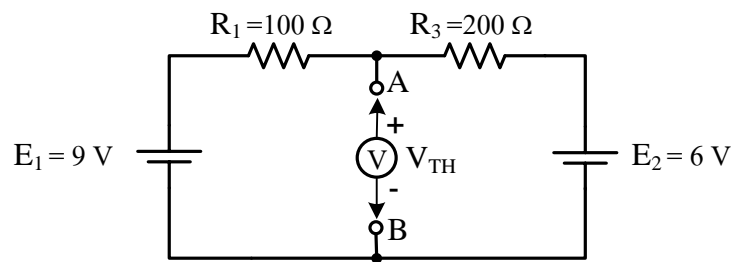 R1 =100 Ω R3 =200 Ω
A
+
E1 = 9 V V VTH E2 = 6 V
-
B